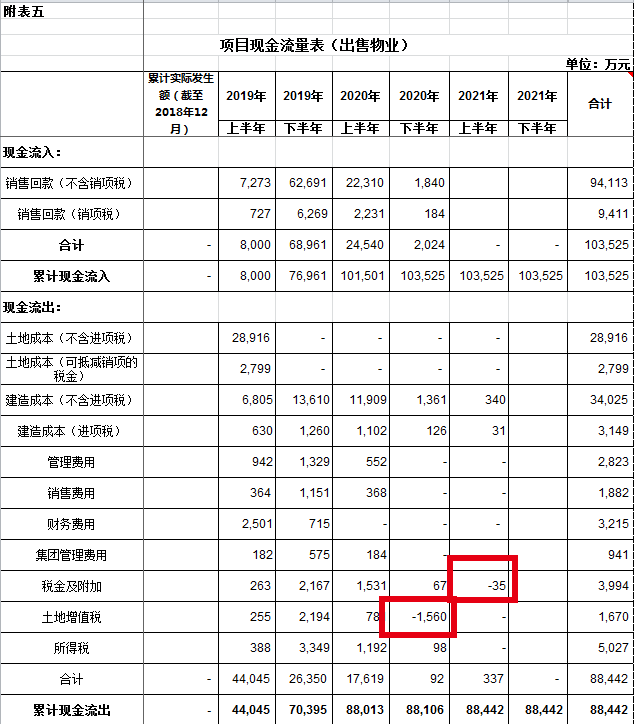 附表五
项目现金流量表（出售物业）
单位：万元
累计实际发生额（截至2018年12月） 2019年 2019年 2020年 2020年 2021年 2021年 合计
上半年 下半年 上半年 下半年 上半年 下半年
现金流入：
销售回款（不含销项税） 7,273 62,691 22,310 1,840 94,113
销售回款（销项税） 727 6,269 2,231 184 9,411
合计 - 8,000 68,961 24,540 2,024 - - 103,525
累计现金流入 - 8,000 76,961 101,501 103,525 103,525 103,525 103,525
现金流出：
土地成本（不含进项税） 28,916 - - - - 28,916
土地成本（可抵减销项的税金） 2,799 - - - - 2,799
建造成本（不含进项税） 6,805 13,610 11,909 1,361 340 34,025
建造成本（进项税） 630 1,260 1,102 126 31 3,149
管理费用 942 1,329 552 - - 2,823
销售费用 364 1,151 368 - - 1,882
财务费用 2,501 715 - - - 3,215
集团管理费用 182 575 184 - 941
税金及附加 263 2,167 1,531 67 -35 3,994
土地增值税 255 2,194 78 -1,560 - 1,670
所得税 388 3,349 1,192 98 - 5,027
合计 - 44,045 26,350 17,619 92 337 - 88,442
累计现金流出 - 44,045 70,395 88,013 88,106 88,442 88,442 88,442